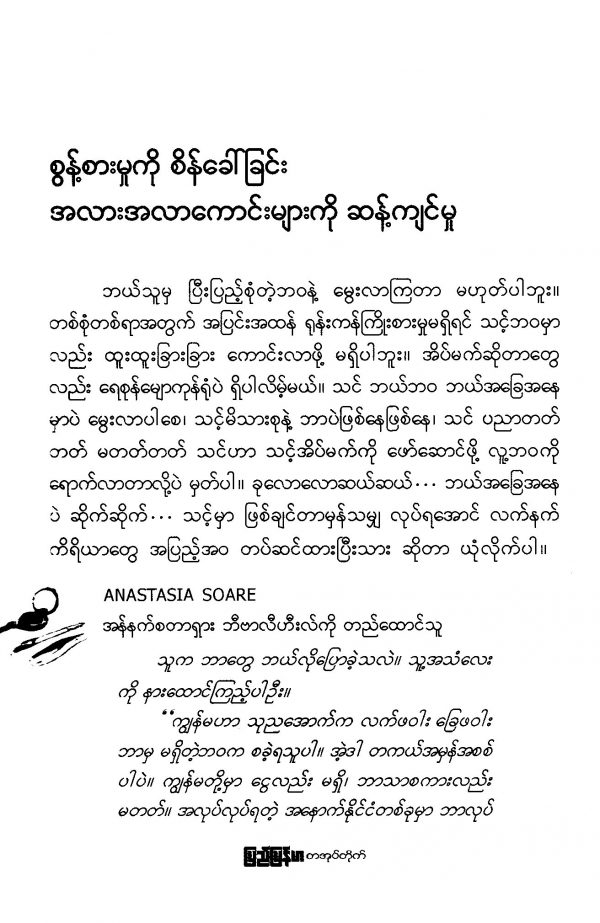 စွန့်စားမှုကို စိန်ခေါ်ခြင်း
အလားအလာကောင်းများကို ဆန့်ကျင်မှု
ဘယ်သူမှ ပြီးပြည့်စုံတဲ့ဘဝနဲ့ မွေးလာကြတာ မဟုတ်ပါဘူး။
တစ်စုံတစ်ရာအတွက် အပြင်းအထန် ရုန်းကန်ကြိုးစားမှုမရှိရင် သင့်ဘဝမှာ
လည်း ထူးထူးခြားခြား ကောင်းလာဖို့ မရှိပါဘူး။ အိပ်မက်ဆိုတာတွေ
လည်း ရေစုန်မျောကုန်ရုံပဲ ရှိပါလိမ့်မယ်။ သင် ဘယ်ဘဝ ဘယ်အခြေအနေ
မှာပဲ မွေးလာပါစေ၊ သင့်မိသားစုနဲ့ ဘာပဲဖြစ်နေဖြစ်နေ၊ သင် ပညာတတ်
ဘတ် မတတ်တတ် သင်ဟာ သင့်အိပ်မက်ကို ဖော်ဆောင်ဖို့ လူ့ဘဝကို
ရောက်လာတာလို့ပဲ မှတ်ပါ။ ခုလောလောဆယ်ဆယ်... ဘယ်အခြေအနေ
ပဲ ဆိုက်ဆိုက်... သင့်မှာ ဖြစ်ချင်တာမှန်သမျှ လုပ်ရအောင် လက်နက်
ကိရိယာတွေ အပြည့်အဝ တပ်ဆင်ထားပြီးသား ဆိုတာ ယုံလိုက်ပါ။
ANASTASIA SOARE
အန်နက်စတာရှား ဘီဗာလီဟီးလ်ကို တည်ထောင်သူ
သူက ဘာတွေ ဘယ်လိုပြောခဲ့သလဲ။ သူ့အသံလေး
ကို နားထောင်ကြည့်ပါဦး။
“ကျွန်မဟာ သုညအောက်က လက်ဖဝါး ခြေဖဝါး
ဘာမှ မရှိတဲ့ဘဝက စခဲ့ရသူပါ။ အဲ့ဒါ တကယ်အမှန်အစစ်
ပါပဲ။ ကျွန်မတို့မှာ ငွေလည်း မရှိ၊ ဘာသာစကားလည်း
မတတ်။ အလုပ်လုပ်ရတဲ့ အနောက်နိုင်ငံတစ်ခုမှာ ဘာလုပ်
ပြည်မြန်မာ စာအုပ်တိုက်